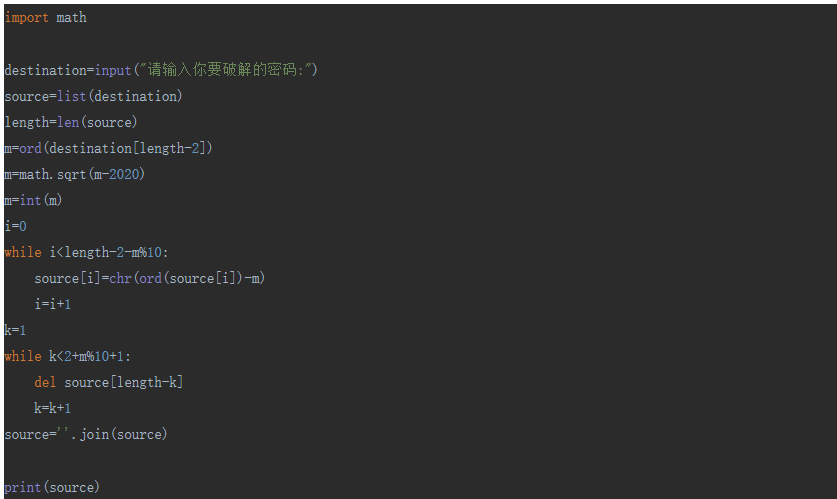 import math
destination=input("请输入你要破解的密码:")
source=list(destination)
length=len(source)
m=ord(destination[length-2])
m=math.sqrt(m-2020)
m=int(m)
i=0
while i<length-2-m%10:
    source[i]=chr(ord(source[i])-m)
    i=i+1
k=1
while k<2+m%10+1:
    del source[length-k]
    k=k+1
source=''.join(source)
print(source)